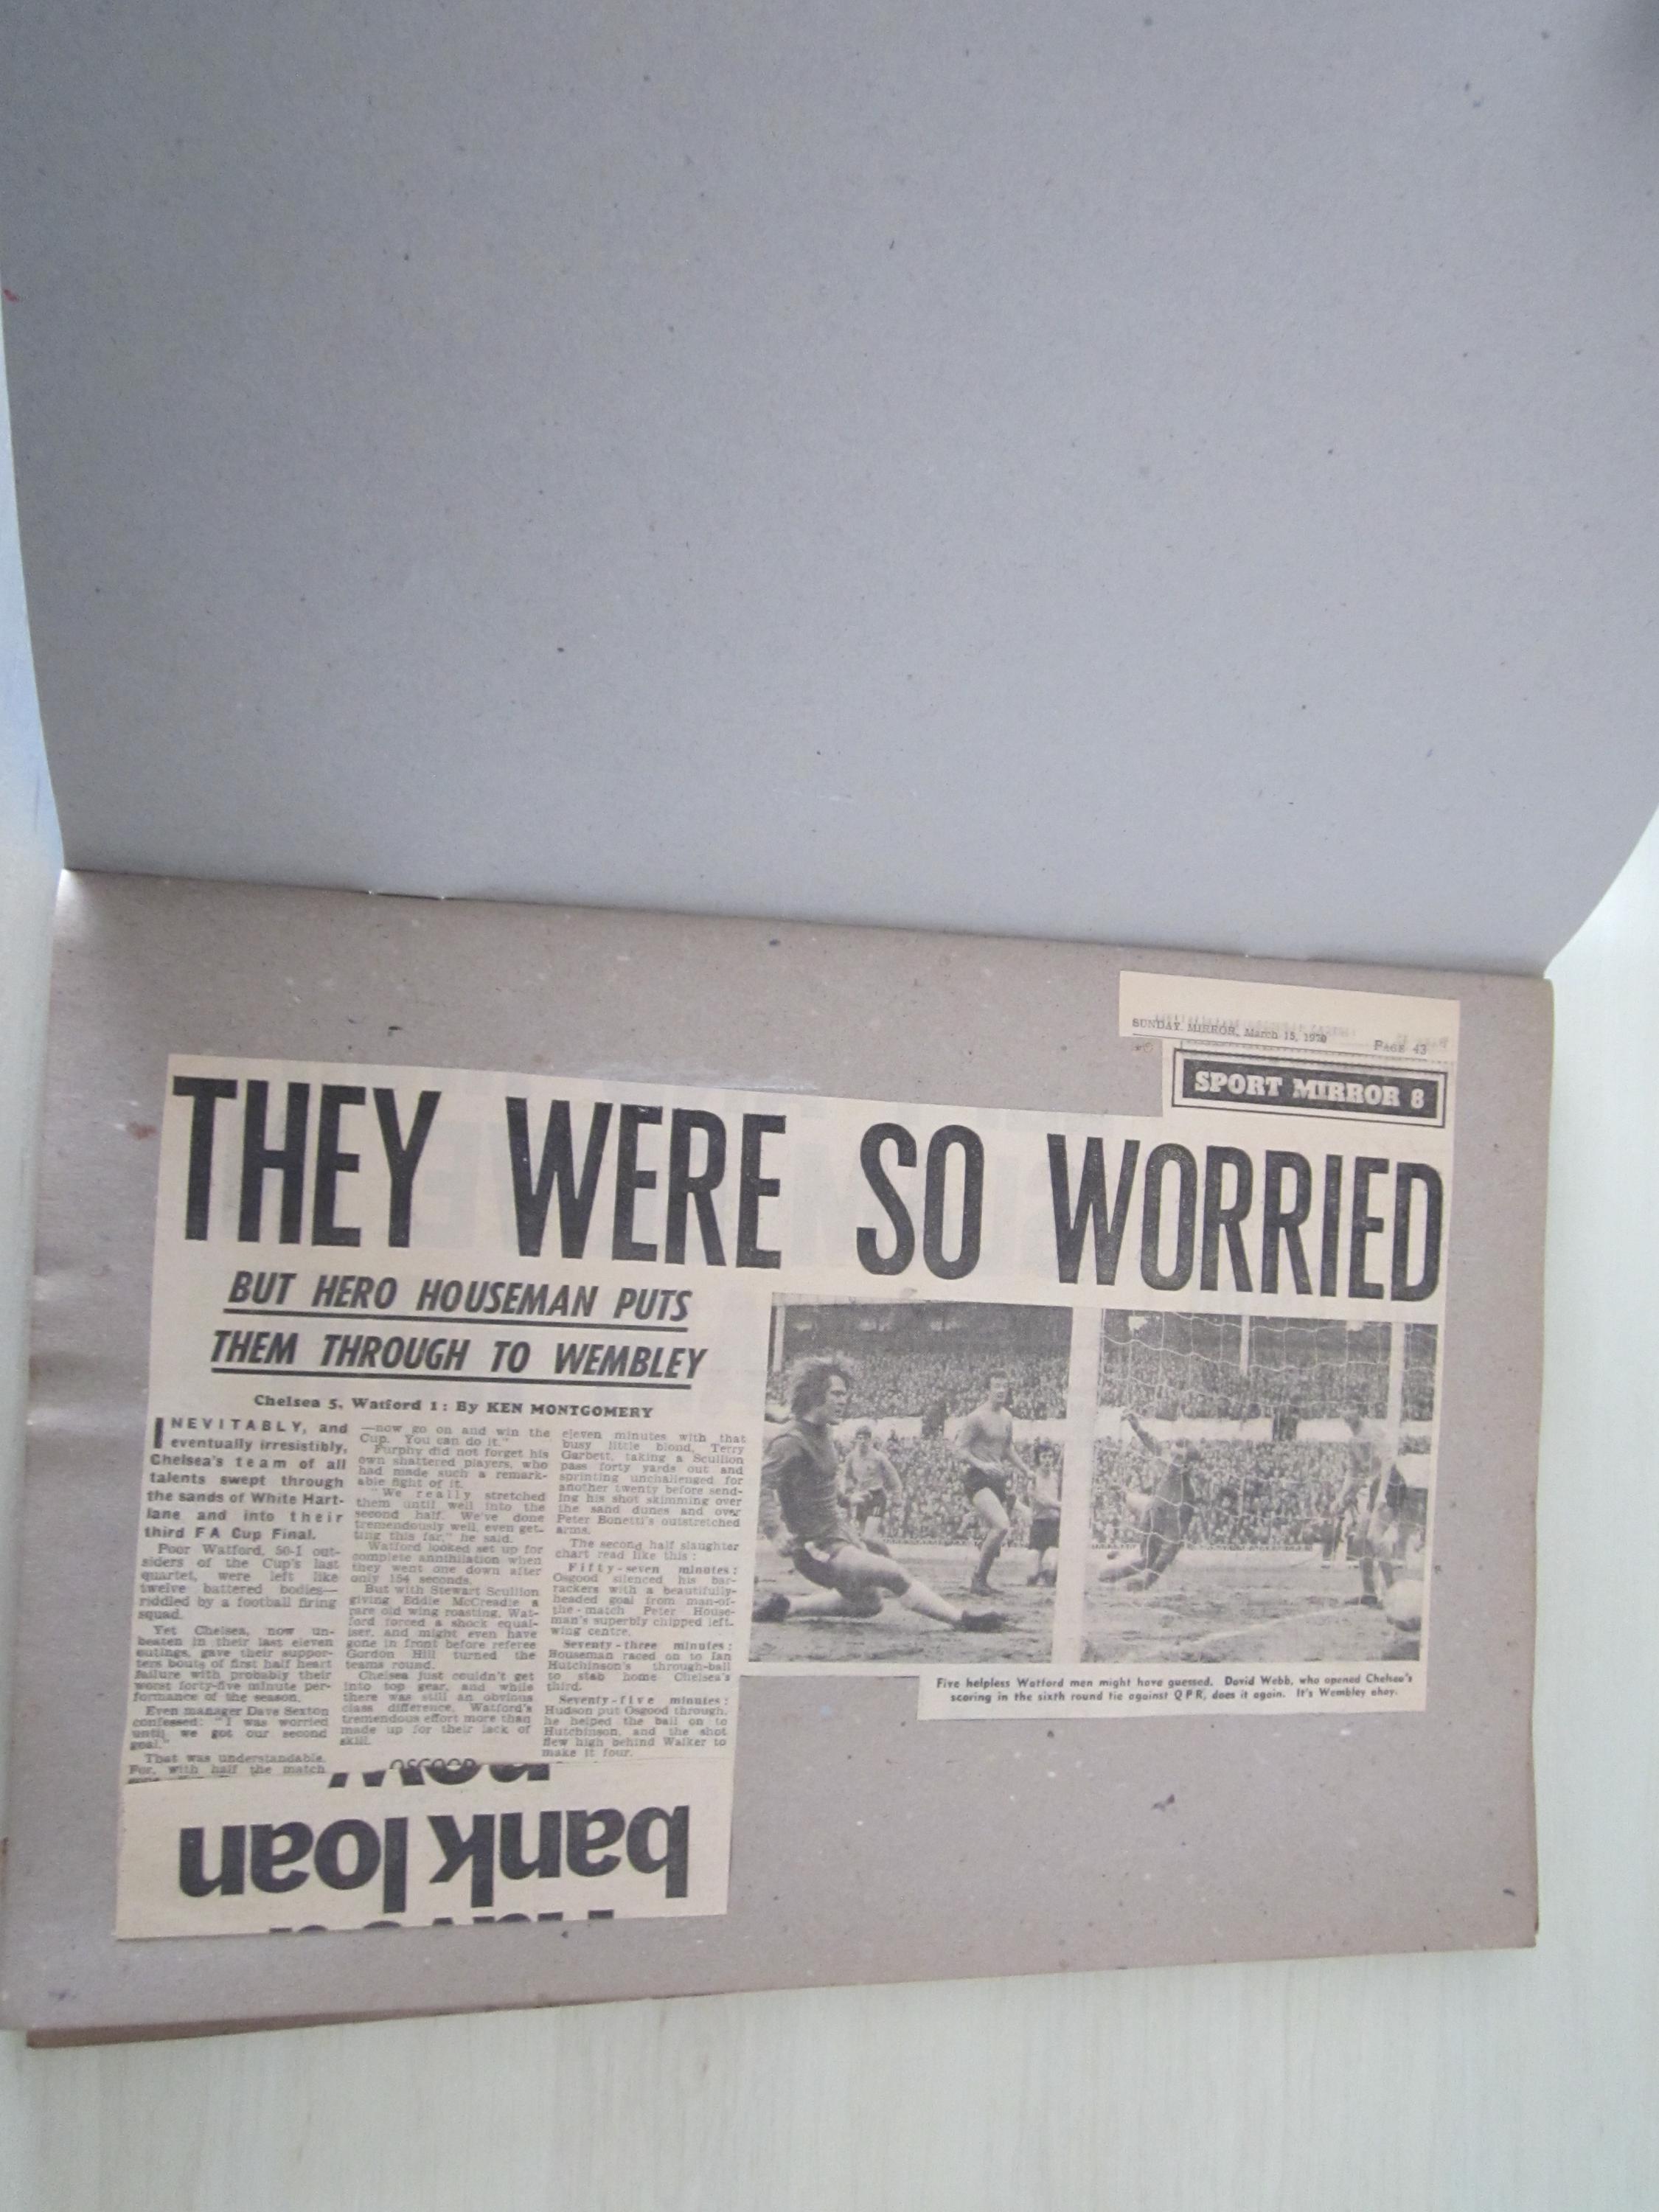 SUNDAY MIRROR, March 15, 1970 PAGE 43
SPORT MIRROR 8
THEY WERE SO WORRIED
BUT HERO HOUSEMAN PUTS
THEM THROUGH TO WEMBLEY
Chelsea 5, Watford 1 : By KEN MONTGOMERY
INEVITABLY, and
eventually irresistibly,
Chelsea's team of all
talents swept through
the sands of White Hart-
lane and into their
third FA Cup Final.
Poor Watford, 50-1 out-
siders of the Cup's last
quartet, were left like
twelve battered bodies—
riddled by a football firing
squad.
Yet Chelsea, now un-
beaten in their last eleven
outings, gave their suppor-
ters bouts of first half heart
failure with probably their
worst forty-five minute per-
formance of the season.
Even manager Dave Sexton
confessed: "I was worried
until we got our second
goal."
That was understandable.
For, with half the match
—now go on and win the
Cup. You can do it."
Furphy did not forget his
own shattered players, who
had made such a remark-
able fight of it.
"We really stretched
them until well into the
second half. We've done
tremendously well, even get-
ting this far," he said.
Watford looked set up for
complete annihilation when
they went one down after
only 154 seconds.
But with Stewart Scullion
giving Eddie McCreadie a
rare old wing roasting, Wat-
ford forced a shock equal-
iser, and might even have
gone in front before referee
Gordon Hill turned the
teams round.
Chelsea just couldn't get
into top gear, and while
there was still an obvious
class difference, Watford's
tremendous effort more than
made up for their lack of
skill.
OSGOOD
eleven minutes with that
busy little blond, Terry
Garbett, taking a Scullion
pass forty yards out and
sprinting unchallenged for
another twenty before send-
ing his shot skimming over
the sand dunes and over
Peter Bonetti's outstretched
arms.
The second half slaughter
chart read like this :
Fifty-seven minutes:
Osgood silenced his bar-
rackers with a beautifully-
headed goal from man-of-
the-match Peter House-
man's superbly chipped left-
wing centre.
Seventy-three minutes:
Houseman raced on to Ian
Hutchinson's through-ball
to stab home Chelsea's
third.
Seventy-five minutes:
Hudson put Osgood through,
he helped the ball on to
Hutchinson, and the shot
flew high behind Walker to
make it four.
Five helpless Watford men might have guessed. David Webb, who opened Chelsea's
scoring in the sixth round tie against QPR, does it again. It's Wembley ahoy.
bank loan